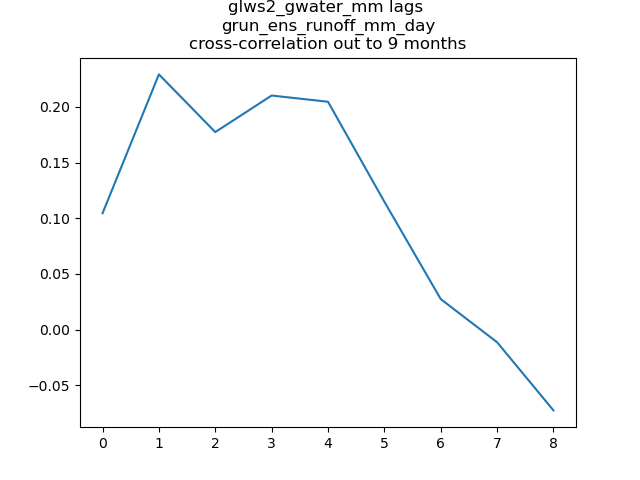 glws2_gwater_mm lags
grun_ens_runoff_mm_day
cross-correlation out to 9 months
0.20
0.15
0.10
0.05
0.00
−0.05
0 1 2 3 4 5 6 7 8